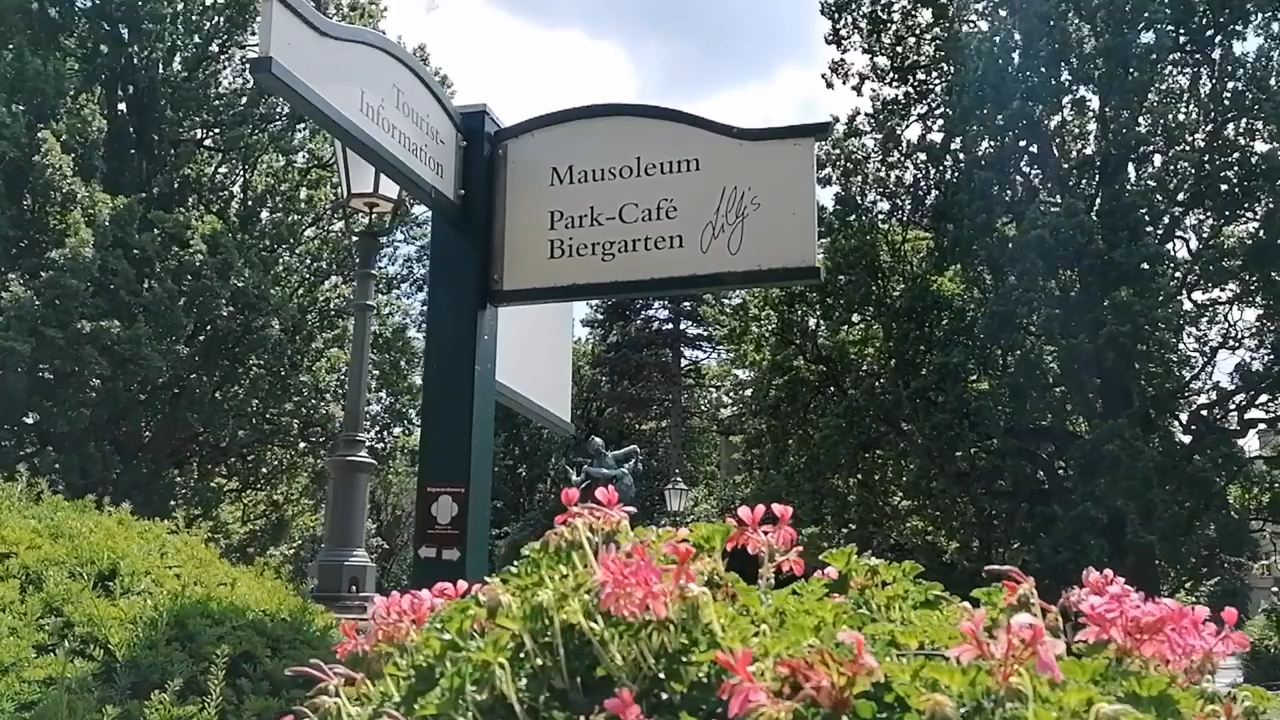 Tourist-
Information
Mausoleum
Park-Café
Biergarten
Lily's